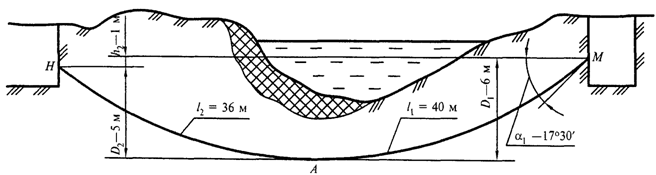 h₂—1 м
H
M
D₂—5 м
l₂ = 36 м
l₁ = 40 м
D₁—6 м
α₁ —17°30′
A